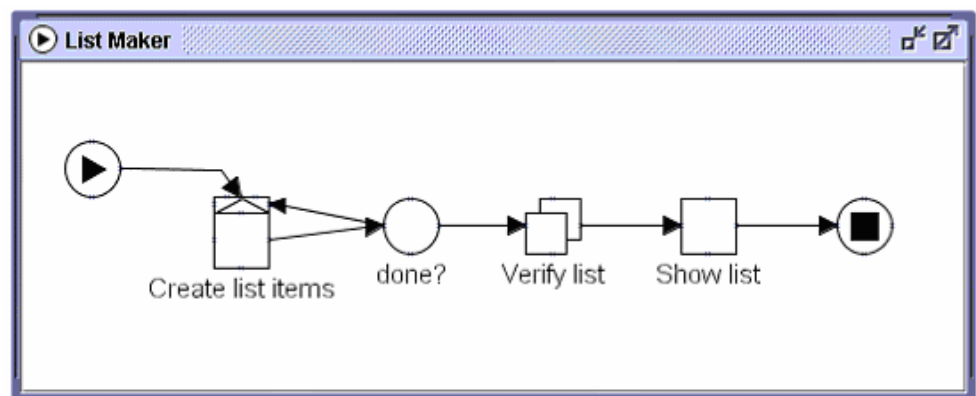 List Maker
Create list items
done?
Verify list
Show list